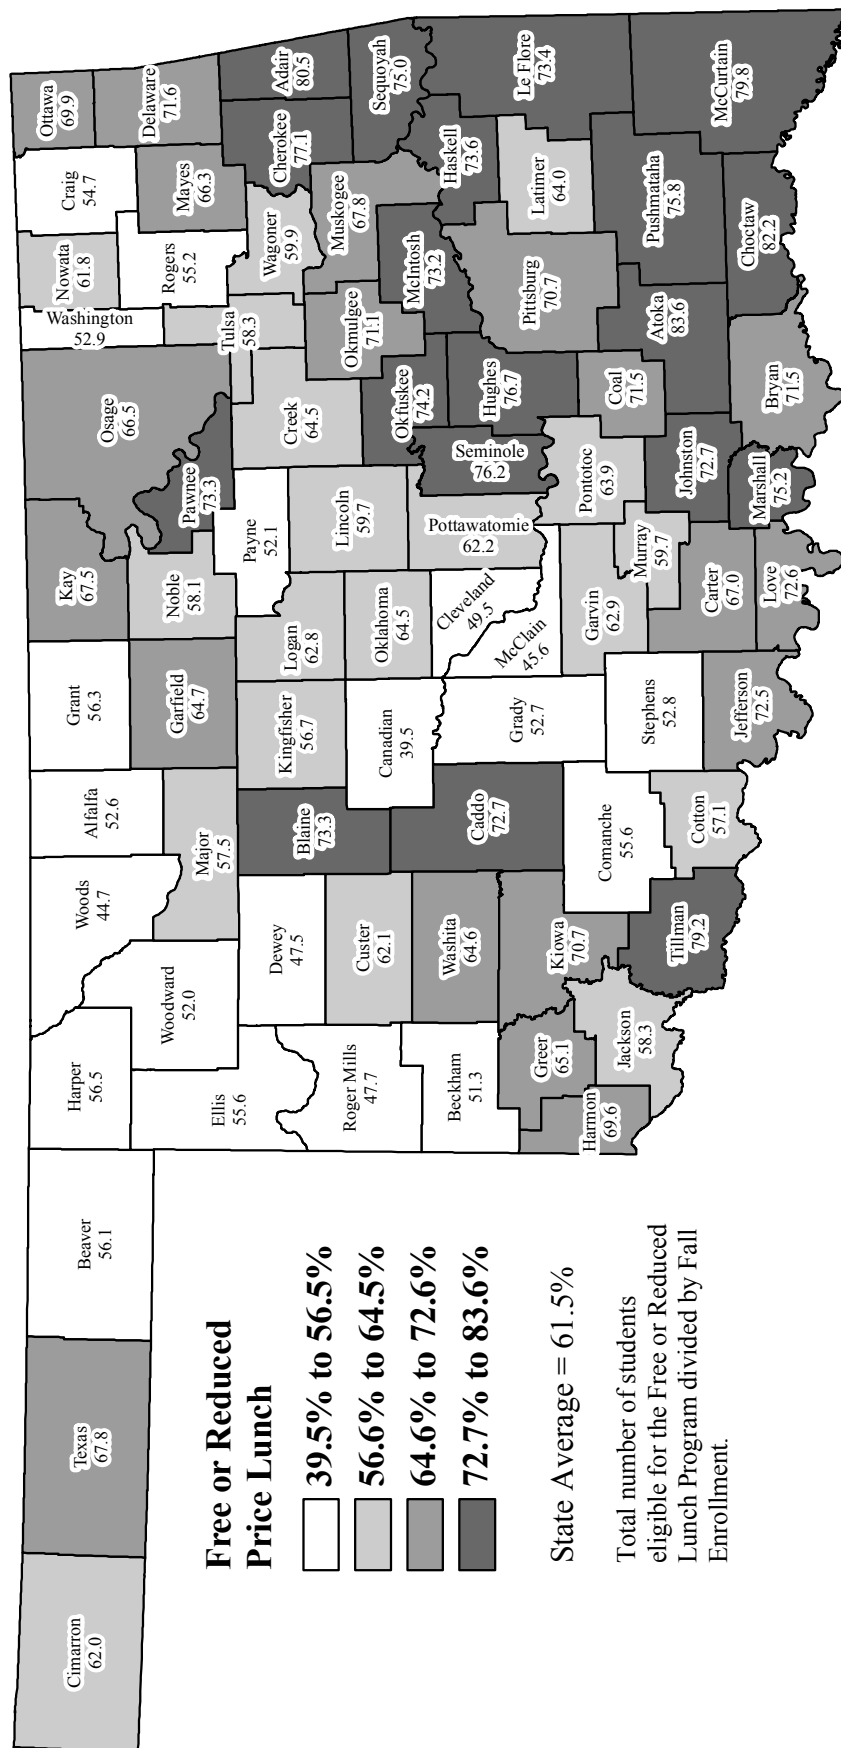 Cimarron
62.0
Texas
67.8
Beaver
56.1
Harper
56.5
Woods
44.7
Alfalfa
52.6
Grant
56.3
Kay
67.5
Osage
66.5
Washington
52.9
Nowata
61.8
Craig
54.7
Ottawa
69.9
Ellis
55.6
Woodward
52.0
Major
57.5
Garfield
64.7
Noble
58.1
Pawnee
73.3
Rogers
55.2
Mayes
66.3
Delaware
71.6
Dewey
47.5
Blaine
73.3
Kingfisher
56.7
Logan
62.8
Payne
52.1
Creek
64.5
Tulsa
58.3
Wagoner
59.9
Cherokee
77.1
Adair
80.5
Roger Mills
47.7
Custer
62.1
Canadian
39.5
Oklahoma
64.5
Lincoln
59.7
Okfuskee
74.2
Okmulgee
71.1
Muskogee
67.8
Sequoyah
75.0
Beckham
51.3
Washita
64.6
Caddo
72.7
Grady
52.7
Cleveland
49.5
McClain
45.6
Pottawatomie
62.2
Seminole
76.2
Hughes
76.7
McIntosh
73.2
Haskell
73.6
Le Flore
73.4
Greer
65.1
Kiowa
70.7
Comanche
55.6
Stephens
52.8
Garvin
62.9
Pontotoc
63.9
Coal
71.5
Pittsburg
70.7
Latimer
64.0
Harmon
69.6
Jackson
58.3
Tillman
79.2
Cotton
57.1
Jefferson
72.5
Carter
67.0
Murray
59.7
Johnston
72.7
Atoka
83.6
Pushmataha
75.8
McCurtain
79.8
Love
72.6
Marshall
75.2
Bryan
71.5
Choctaw
82.2
Free or Reduced
Price Lunch
39.5% to 56.5%
56.6% to 64.5%
64.6% to 72.6%
72.7% to 83.6%
State Average = 61.5%
Total number of students
eligible for the Free or Reduced
Lunch Program divided by Fall
Enrollment.